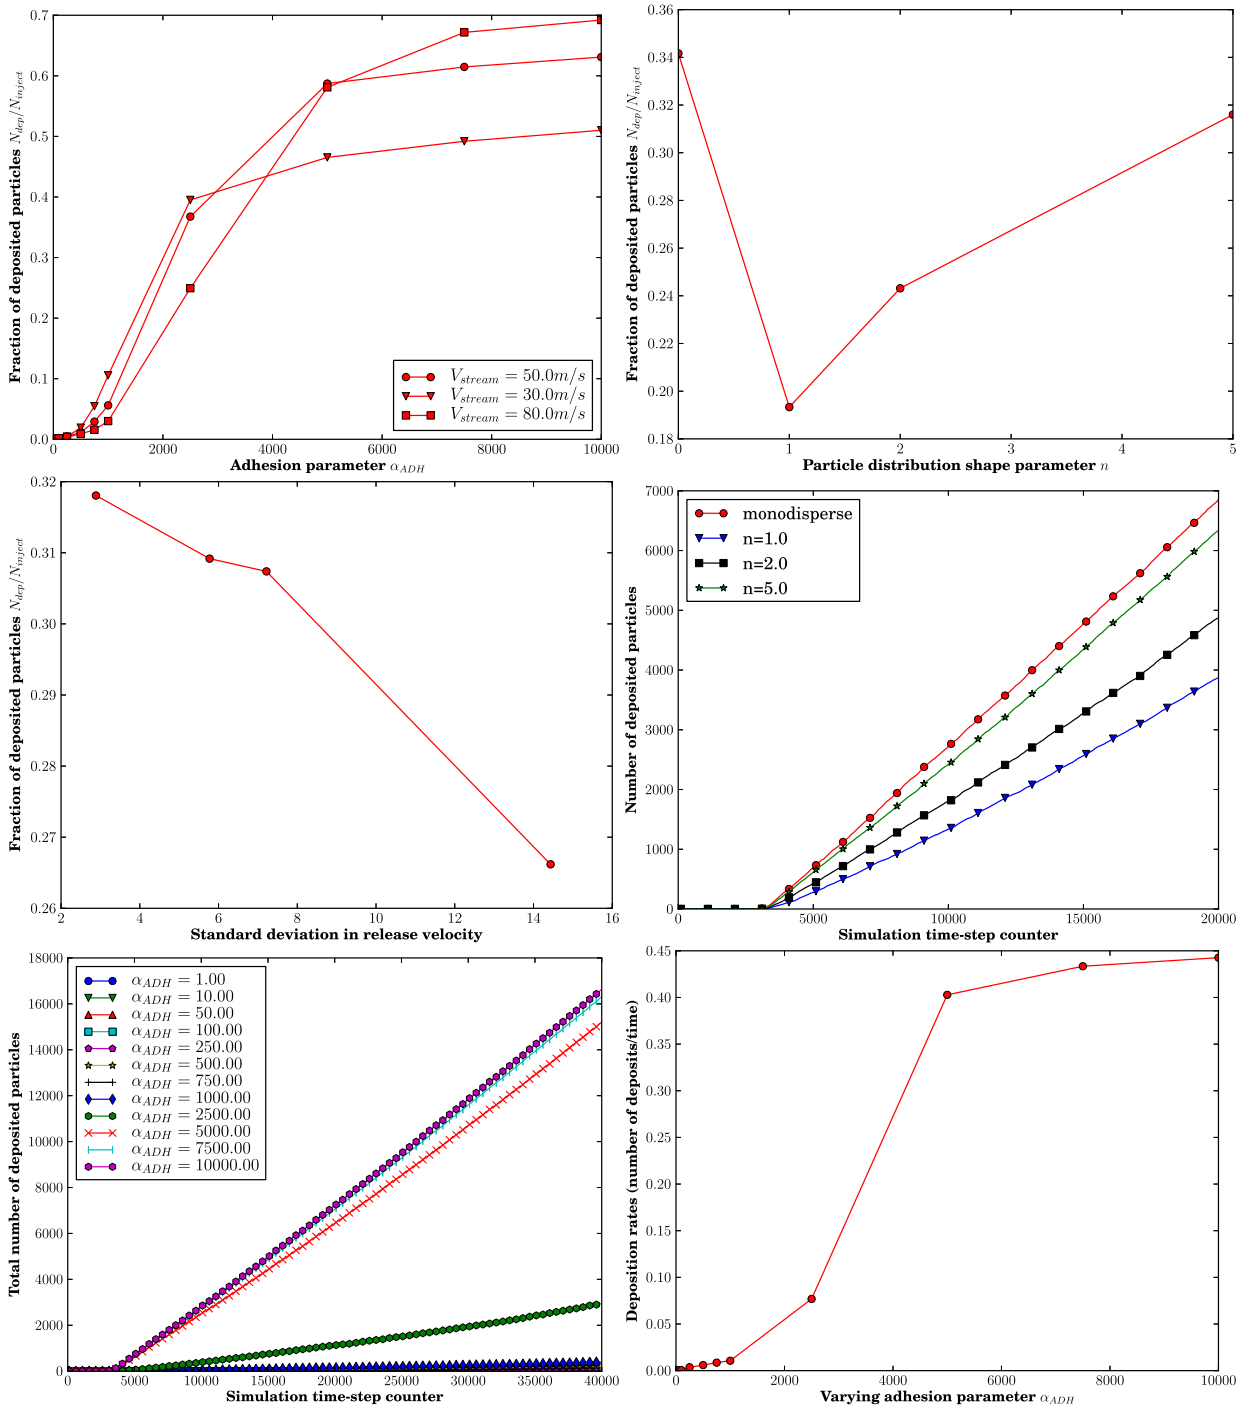 0.7
0.6
0.5
0.4
0.3
0.2
0.1
0.0
Fraction of deposited particles N_dep/N_inject
V_stream = 50.0m/s
V_stream = 30.0m/s
V_stream = 80.0m/s
0 2000 4000 6000 8000 10000
Adhesion parameter α_ADH
0.36
0.34
0.32
0.30
0.28
0.26
0.24
0.22
0.20
0.18
Fraction of deposited particles N_dep/N_inject
0 1 2 3 4 5
Particle distribution shape parameter n
0.32
0.31
0.30
0.29
0.28
0.27
0.26
Fraction of deposited particles N_dep/N_inject
2 4 6 8 10 12 14 16
Standard deviation in release velocity
7000
6000
5000
4000
3000
2000
1000
0
Number of deposited particles
monodisperse
n=1.0
n=2.0
n=5.0
0 5000 10000 15000 20000
Simulation time-step counter
18000
16000
14000
12000
10000
8000
6000
4000
2000
0
Total number of deposited particles
α_ADH = 1.00
α_ADH = 10.00
α_ADH = 50.00
α_ADH = 100.00
α_ADH = 250.00
α_ADH = 500.00
α_ADH = 750.00
α_ADH = 1000.00
α_ADH = 2500.00
α_ADH = 5000.00
α_ADH = 7500.00
α_ADH = 10000.00
0 5000 10000 15000 20000 25000 30000 35000 40000
Simulation time-step counter
0.45
0.40
0.35
0.30
0.25
0.20
0.15
0.10
0.05
0.00
Deposition rates (number of deposits/time)
0 2000 4000 6000 8000 10000
Varying adhesion parameter α_ADH